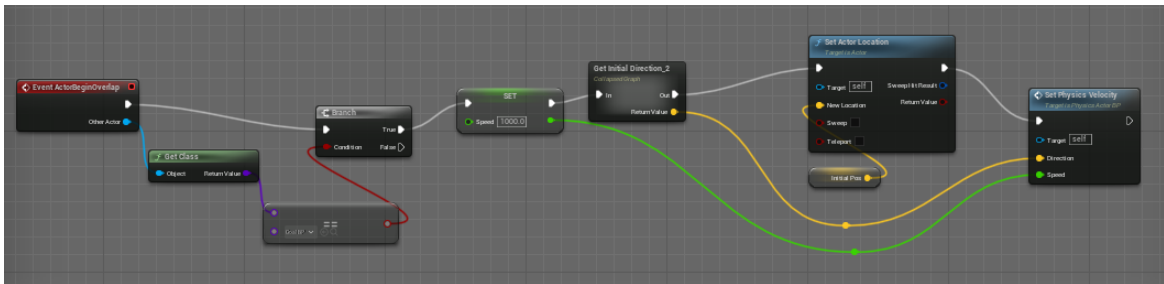 Event ActorBeginOverlap
Other Actor
Get Class
Object
Return Value
==
Branch
Condition
True
False
SET
Speed
1000.0
Get Initial Direction_2
Collapsed Graph
In
Out
Return Value
Set Actor Location
Target is Actor
Target
self
New Location
Sweep
Teleport
Sweep Hit Result
Return Value
Initial Pos
Set Physics Velocity
Target is Physics Actor BP
Target
self
Direction
Speed